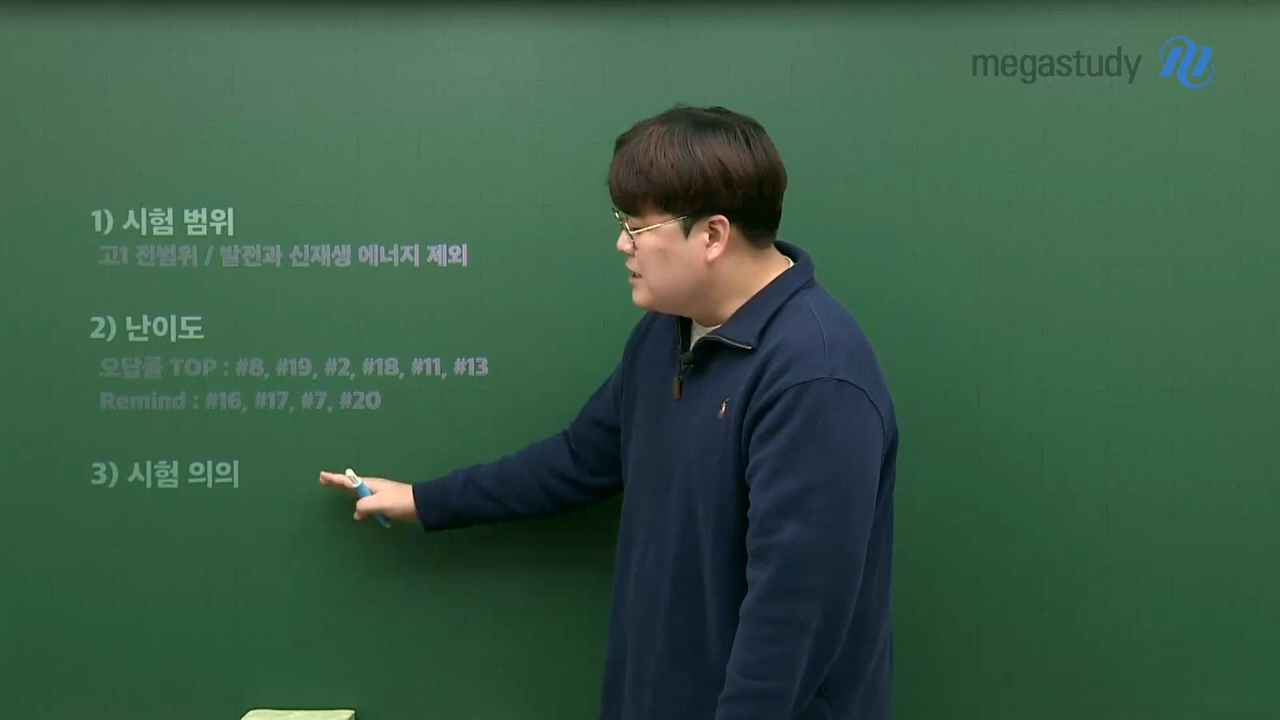 megastudy
1) 시험 범위
고1 전범위 / 발전과 신재생 에너지 제외
2) 난이도
오답률 TOP : #8, #19, #2, #18, #11, #13
Remind : #16, #17, #7, #20
3) 시험 의의